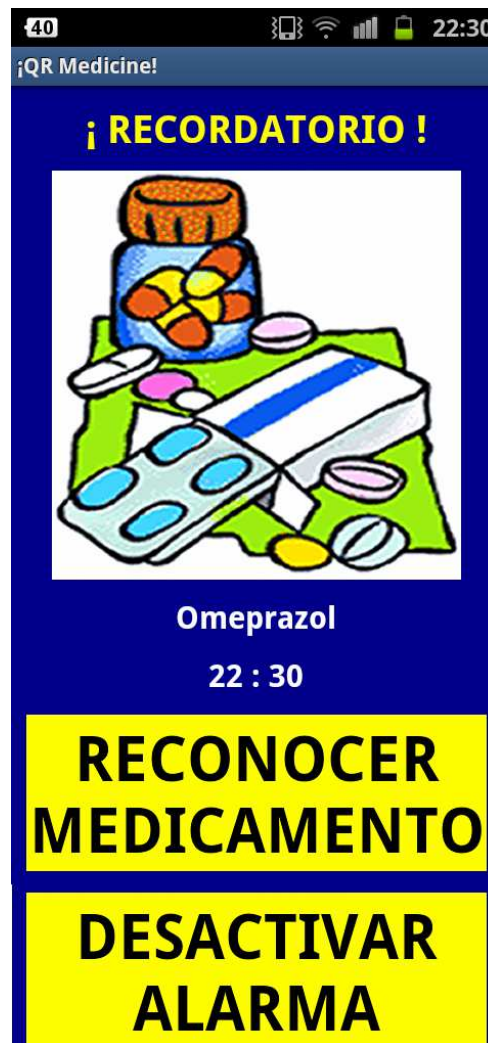 40
22:30
¡QR Medicine!
¡ RECORDATORIO !
Omeprazol
22 : 30
RECONOCER
MEDICAMENTO
DESACTIVAR
ALARMA